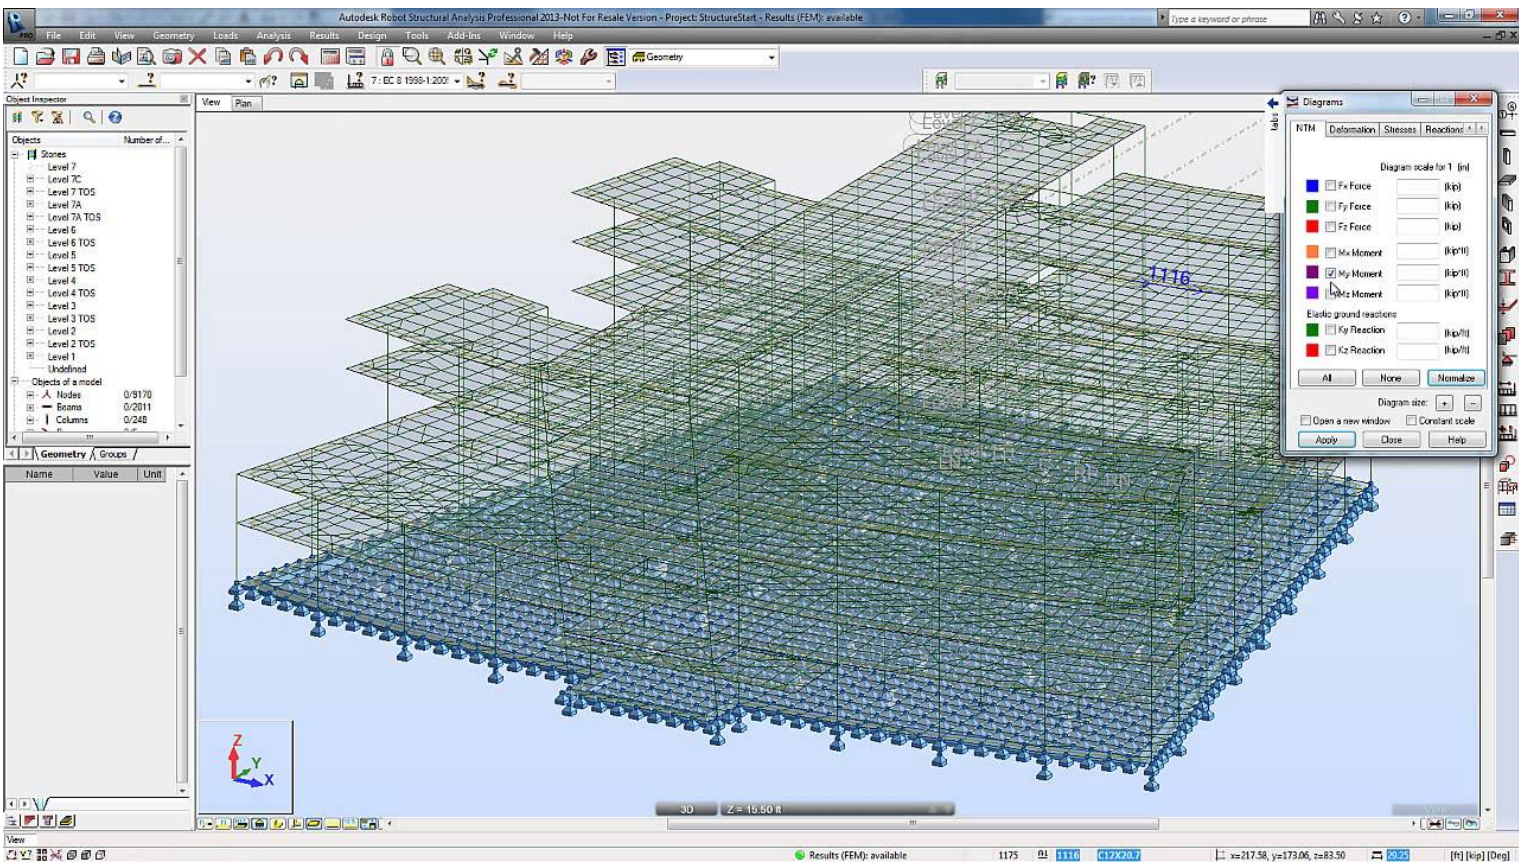 Autodesk Robot Structural Analysis Professional 2013-Not For Resale Version - Project: StructureStart - Results (FEM): available
Type a keyword or phrase
PRO File Edit View Geometry Loads Analysis Results Design Tools Add-Ins Window Help
Geometry
7 : EC 8 1998-1:200
Object Inspector
View Plan
Objects Number of...
Stories
Level 7
Level 7C
Level 7 TOS
Level 7A
Level 7A TOS
Level 6
Level 6 TOS
Level 5
Level 5 TOS
Level 4
Level 4 TOS
Level 3
Level 3 TOS
Level 2
Level 2 TOS
Level 1
Undefined
Objects of a model
Nodes 0/9170
Beams 0/2011
Columns 0/248
Geometry Groups
Name Value Unit
1116
tabs
Diagrams
NTM Deformation Stresses Reactions
Diagram scale for 1 (in)
Fx Force (kip)
Fy Force (kip)
Fz Force (kip)
Mx Moment (kip*ft)
My Moment (kip*ft)
Mz Moment (kip*ft)
Elastic ground reactions
Ky Reaction (kip/ft)
Kz Reaction (kip/ft)
All None Normalize
Diagram size: + -
Open a new window Constant scale
Apply Close Help
Z
Y
X
3D Z = 15.50 ft
View
Results (FEM): available 1175 1116 C12X20.7 x=217.58, y=173.06, z=83.50 29.25 [ft] [kip] [Deg]